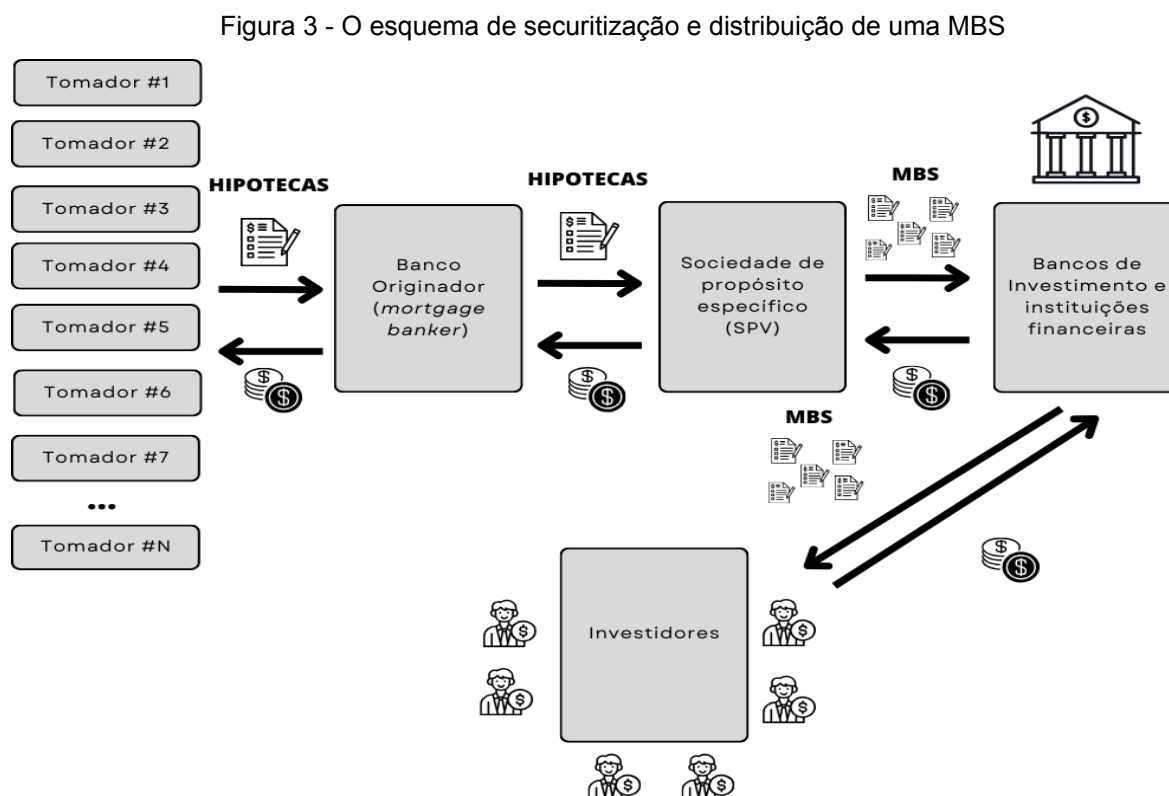 Figura 3 - O esquema de securitização e distribuição de uma MBS
Tomador #1
Tomador #2
Tomador #3
Tomador #4
Tomador #5
Tomador #6
Tomador #7
...
Tomador #N
HIPOTECAS
Banco
Originador
(mortgage
banker)
HIPOTECAS
Sociedade de
propósito
específico
(SPV)
MBS
Bancos de
Investimento e
instituições
financeiras
MBS
Investidores